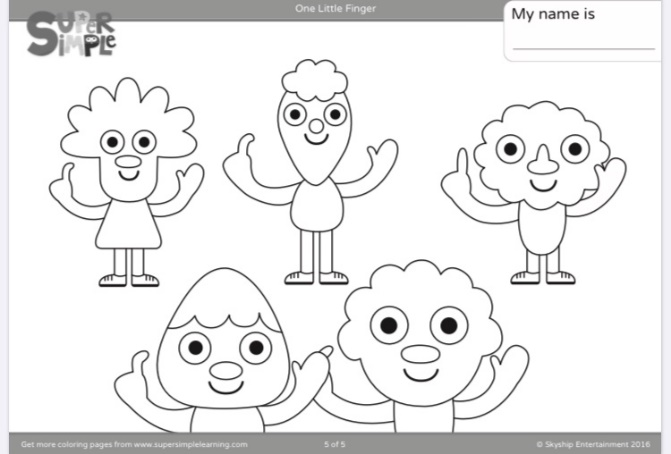 One Little Finger
SUPER
SiMPLE
My name is
Get more coloring pages from www.supersimplelearning.com
5 of 5
© Skyship Entertainment 2016